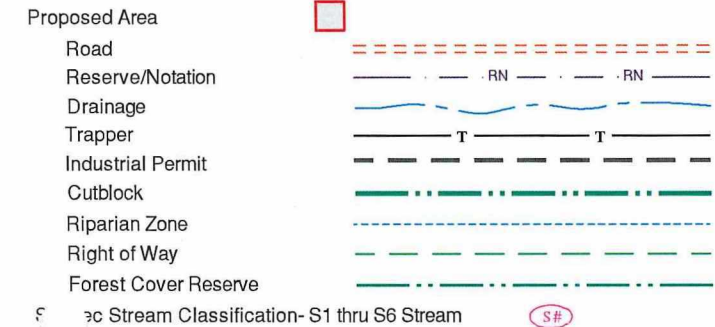 Proposed Area
Road
Reserve/Notation RN RN
Drainage
Trapper T T
Industrial Permit
Cutblock
Riparian Zone
Right of Way
Forest Cover Reserve
Stream Classification- S1 thru S6 Stream S#